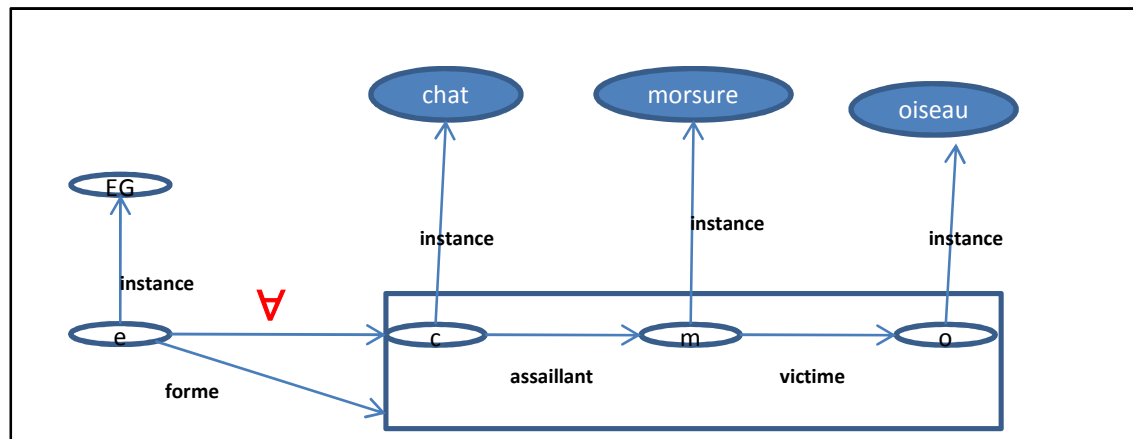 chat
morsure
oiseau
EG
instance
instance
instance
instance
∀
e
c
m
o
forme
assaillant
victime